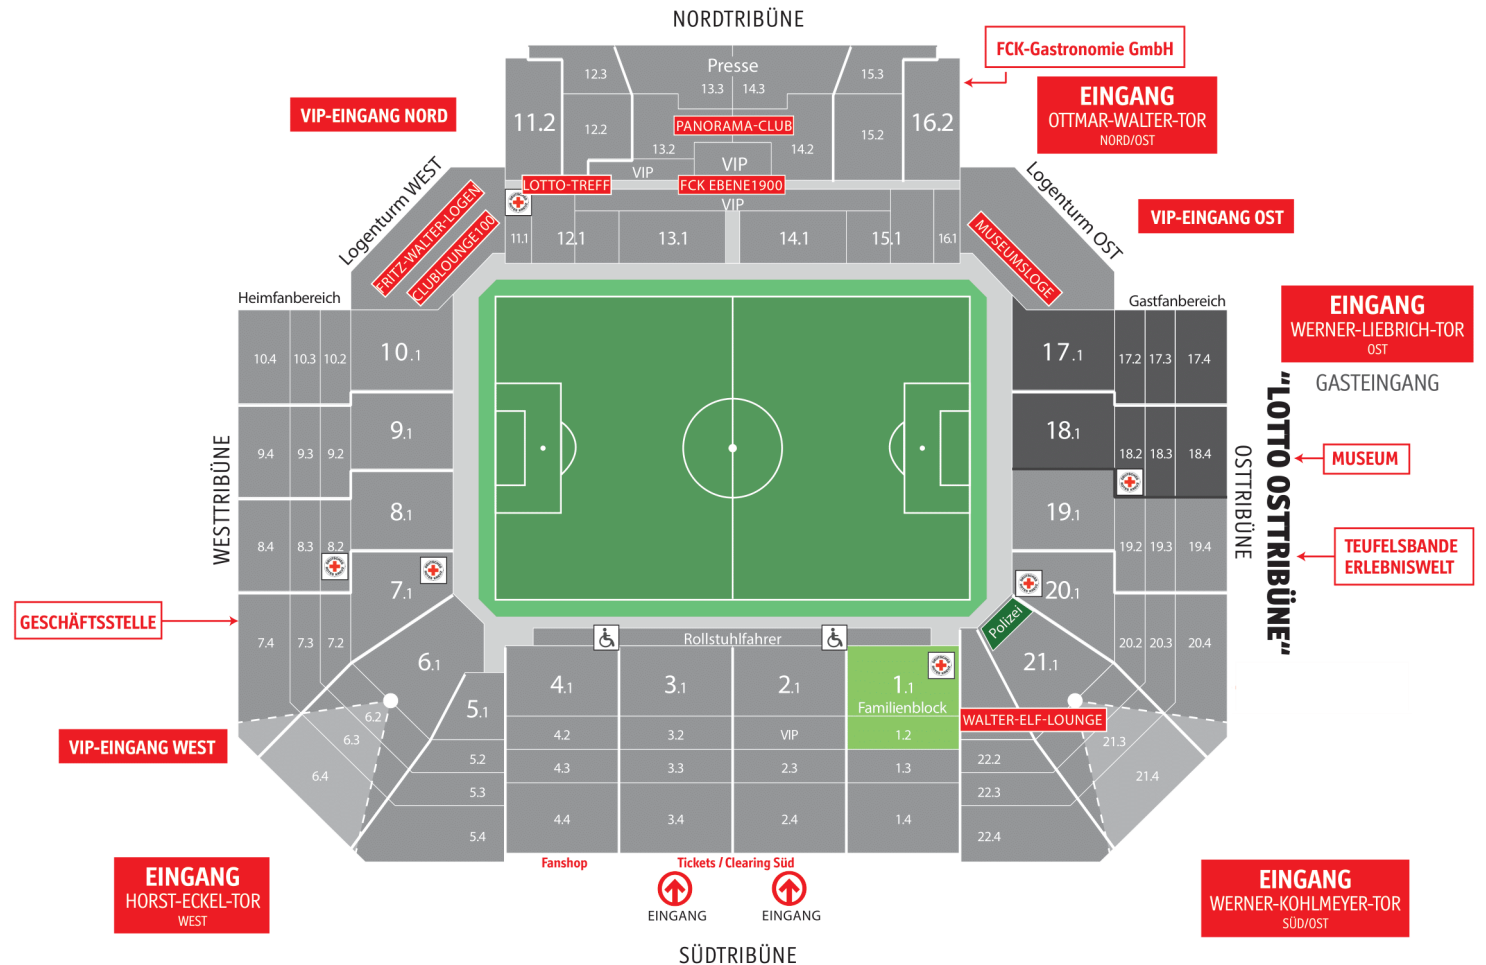 NORDTRIBÜNE
FCK-Gastronomie GmbH
VIP-EINGANG NORD
EINGANG
OTTMAR-WALTER-TOR
NORD/OST
12.3
Presse
13.3
14.3
15.3
11.2
12.2
PANORAMA-CLUB
15.2
16.2
13.2
14.2
VIP
VIP
LOTTO-TREFF
FCK EBENE1900
VIP
11.1
12.1
13.1
14.1
15.1
16.1
Logenturm WEST
FRITZ-WALTER-LOGEN
CLUBLOUNGE100
Logenturm OST
MUSEUMSLOGE
VIP-EINGANG OST
Heimfanbereich
Gastfanbereich
EINGANG
WERNER-LIEBRICH-TOR
OST
GASTEINGANG
10.4
10.3
10.2
10.1
17.1
17.2
17.3
17.4
9.4
9.3
9.2
9.1
18.1
18.2
18.3
18.4
WESTTRIBÜNE
OSTTRIBÜNE
"LOTTO OSTTRIBÜNE"
MUSEUM
8.4
8.3
8.2
8.1
19.1
19.2
19.3
19.4
TEUFELSBANDE
ERLEBNISWELT
GESCHÄFTSSTELLE
7.4
7.3
7.2
7.1
20.1
20.2
20.3
20.4
Polizei
Rollstuhlfahrer
6.1
21.1
5.1
4.1
3.1
2.1
1.1
Familienblock
6.2
6.3
6.4
WALTER-ELF-LOUNGE
21.3
21.4
VIP-EINGANG WEST
5.2
4.2
3.2
VIP
1.2
22.2
5.3
4.3
3.3
2.3
1.3
22.3
5.4
4.4
3.4
2.4
1.4
22.4
Fanshop
Tickets / Clearing Süd
EINGANG
EINGANG
EINGANG
HORST-ECKEL-TOR
WEST
EINGANG
WERNER-KOHLMEYER-TOR
SÜD/OST
SÜDTRIBÜNE